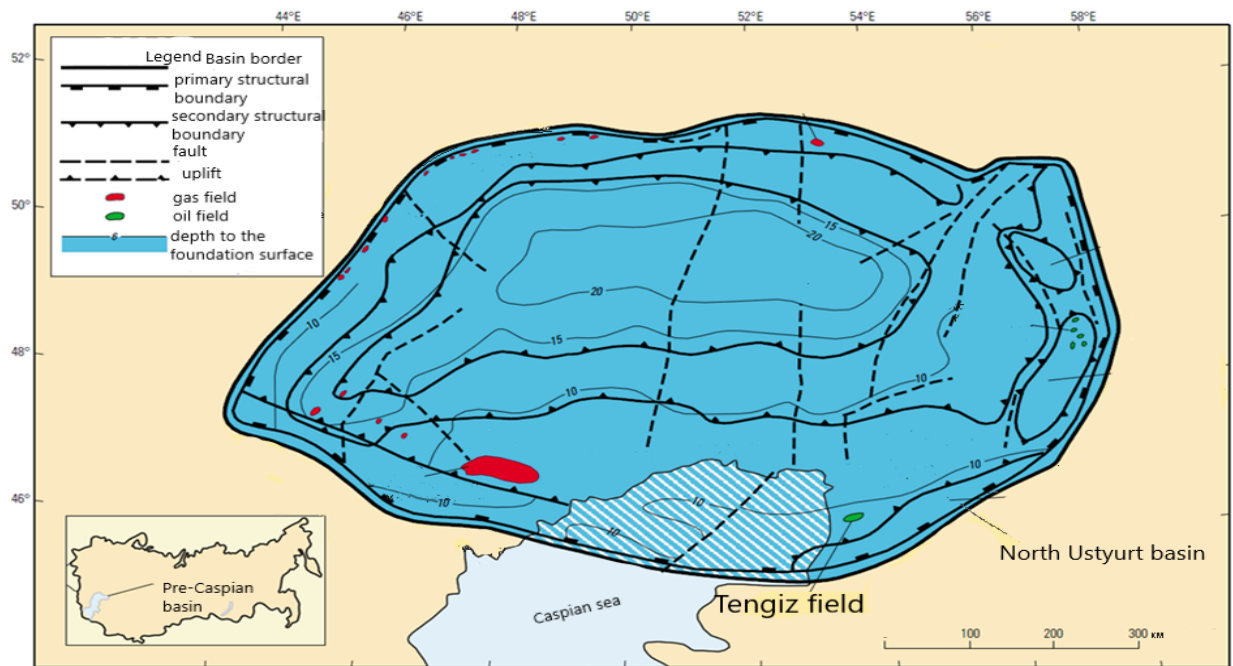 44°E 46°E 48°E 50°E 52°E 54°E 56°E 58°E
52°
50°
48°
46°
Legend Basin border
primary structural
boundary
secondary structural
boundary
fault
uplift
gas field
oil field
6 depth to the
foundation surface
15
20
20
10
15
15
10
10
10
10
10
10
North Ustyurt basin
Tengiz field
Caspian sea
Pre-Caspian
basin
100 200 300 км